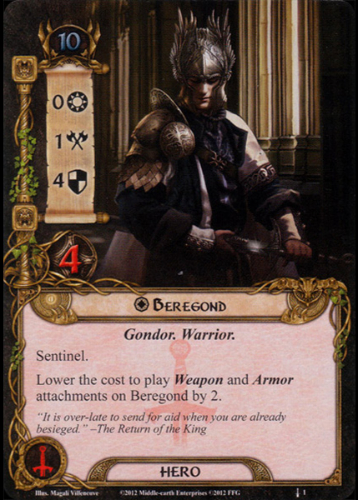 10
0
1
4
4
BEREGOND
Gondor. Warrior.
Sentinel.
Lower the cost to play Weapon and Armor
attachments on Beregond by 2.
“It is over-late to send for aid when you are already
besieged.” –The Return of the King
HERO
Illus. Magali Villeneuve ©2012 Middle-earth Enterprises ©2012 FFG 1